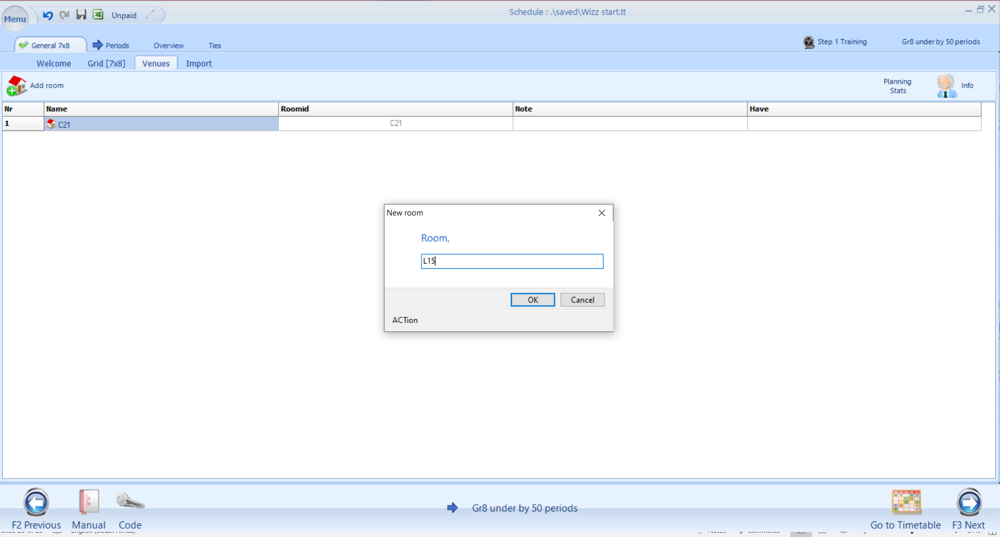 Schedule : .\saved\Wizz start.tt
Menu
Unpaid
General 7x8 Periods Overview Ties
Step 1 Training Gr8 under by 50 periods
Welcome Grid [7x8] Venues Import
Add room
Planning
Stats
Info
Nr Name Roomid Note Have
1 C21 C21
New room
Room,
L15
OK Cancel
ACTion
Gr8 under by 50 periods
F2 Previous Manual Code
Go to Timetable F3 Next